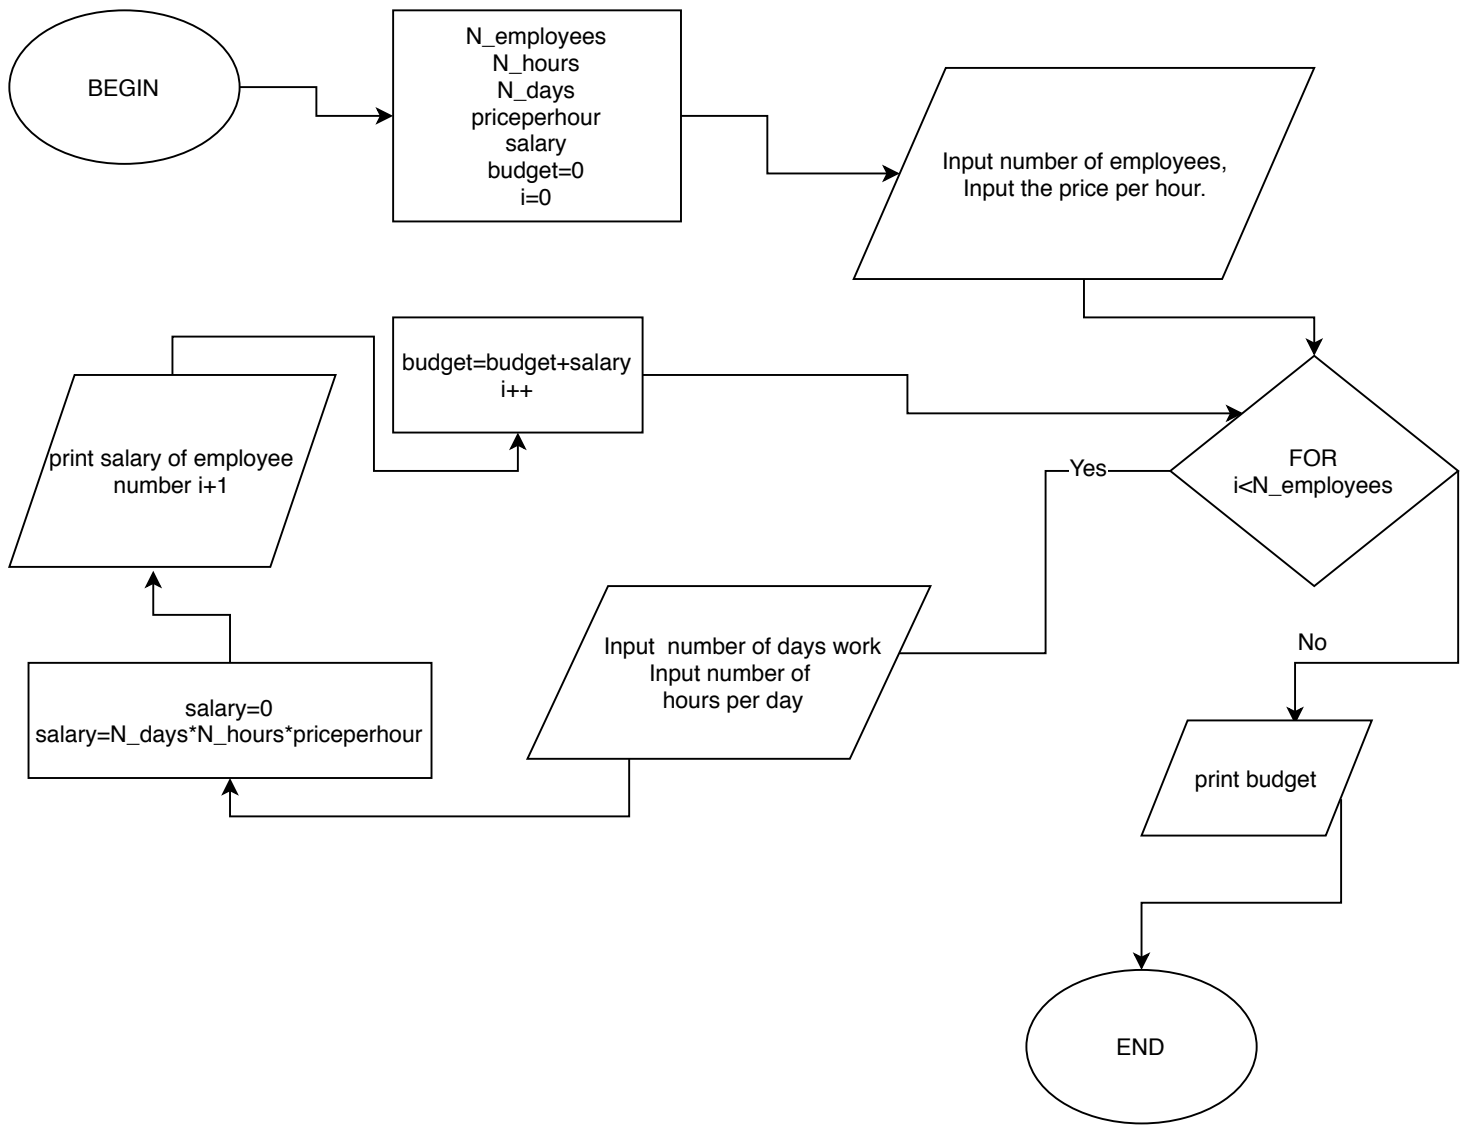 BEGIN
N_employees
N_hours
N_days
priceperhour
salary
budget=0
i=0
Input number of employees,
Input the price per hour.
FOR
i<N_employees
Yes
Input  number of days work
Input number of
hours per day
salary=0
salary=N_days*N_hours*priceperhour
print salary of employee
number i+1
budget=budget+salary
i++
No
print budget
END